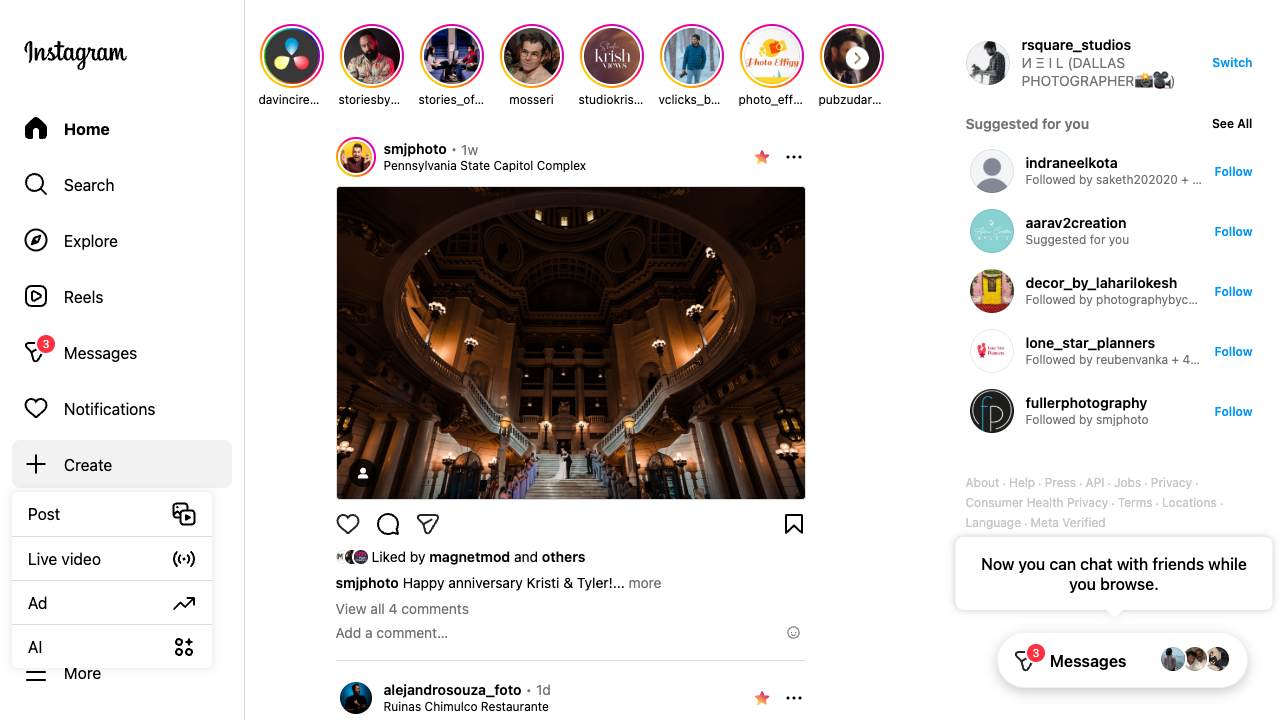 Instagram
Home
Search
Explore
Reels
3
Messages
Notifications
Create
Post
Live video
Ad
AI
More
davincire...
storiesby...
stories_of...
mosseri
studiokris...
vclicks_b...
photo_eff...
pubzudar...
krish
VIEWS
Photo Effigy
smjphoto • 1w
Pennsylvania State Capitol Complex
Liked by magnetmod and others
smjphoto Happy anniversary Kristi & Tyler!... more
View all 4 comments
Add a comment...
alejandrosouza_foto • 1d
Ruinas Chimulco Restaurante
rsquare_studios
И Ξ I L (DALLAS
PHOTOGRAPHER📸🎥)
Switch
Suggested for you
See All
indraneelkota
Followed by saketh202020 + ...
Follow
aarav2creation
Suggested for you
Follow
decor_by_laharilokesh
Followed by photographybyc...
Follow
lone_star_planners
Followed by reubenvanka + 4...
Follow
fullerphotography
Followed by smjphoto
Follow
About · Help · Press · API · Jobs · Privacy ·
Consumer Health Privacy · Terms · Locations ·
Language · Meta Verified
Now you can chat with friends while
you browse.
3
Messages